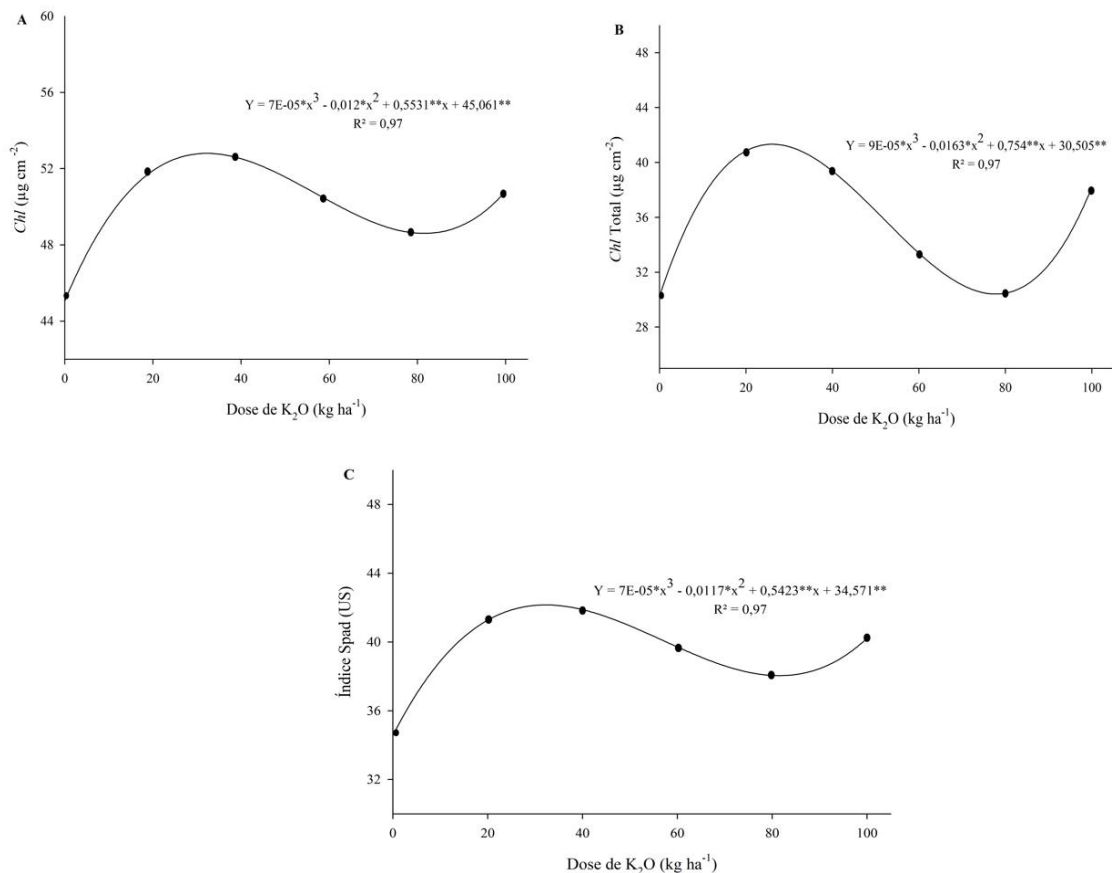 A
60
56
52
48
44
Chl (µg cm⁻²)
Y = 7E-05*x³ - 0,012*x² + 0,5531**x + 45,061**
R² = 0,97
0 20 40 60 80 100
Dose de K₂O (kg ha⁻¹)
B
48
44
40
36
32
28
Chl Total (µg cm⁻²)
Y = 9E-05*x³ - 0,0163*x² + 0,754**x + 30,505**
R² = 0,97
0 20 40 60 80 100
Dose de K₂O (kg ha⁻¹)
C
48
44
40
36
32
Índice Spad (US)
Y = 7E-05*x³ - 0,0117*x² + 0,5423**x + 34,571**
R² = 0,97
0 20 40 60 80 100
Dose de K₂O (kg ha⁻¹)